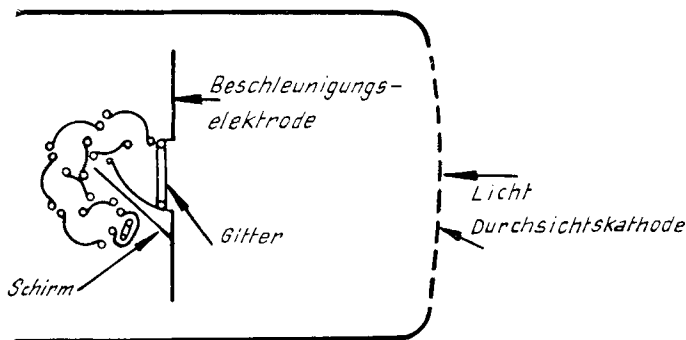 Beschleunigungs-
elektrode
Licht
Durchsichtskathode
Gitter
Schirm